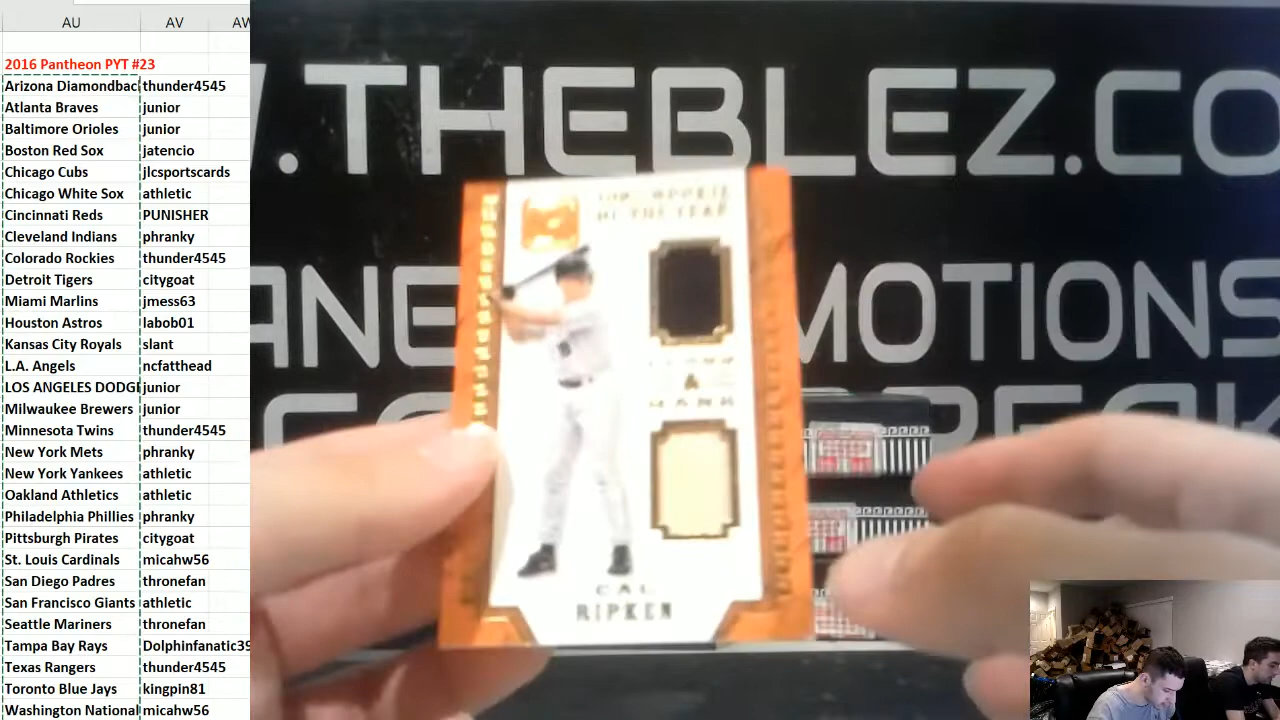 AU AV AW
2016 Pantheon PYT #23
Arizona Diamondbac thunder4545
Atlanta Braves junior
Baltimore Orioles junior
Boston Red Sox jatencio
Chicago Cubs jlcsportscards
Chicago White Sox athletic
Cincinnati Reds PUNISHER
Cleveland Indians phranky
Colorado Rockies thunder4545
Detroit Tigers citygoat
Miami Marlins jmess63
Houston Astros labob01
Kansas City Royals slant
L.A. Angels ncfatthead
LOS ANGELES DODG junior
Milwaukee Brewers junior
Minnesota Twins thunder4545
New York Mets phranky
New York Yankees athletic
Oakland Athletics athletic
Philadelphia Phillies phranky
Pittsburgh Pirates citygoat
St. Louis Cardinals micahw56
San Diego Padres thronefan
San Francisco Giants athletic
Seattle Mariners thronefan
Tampa Bay Rays Dolphinfanatic39
Texas Rangers thunder4545
Toronto Blue Jays kingpin81
Washington National micahw56
.THEBLEZ.CO
ANE MOTIONS
OF THE YEAR
&
CAL
RIPKEN